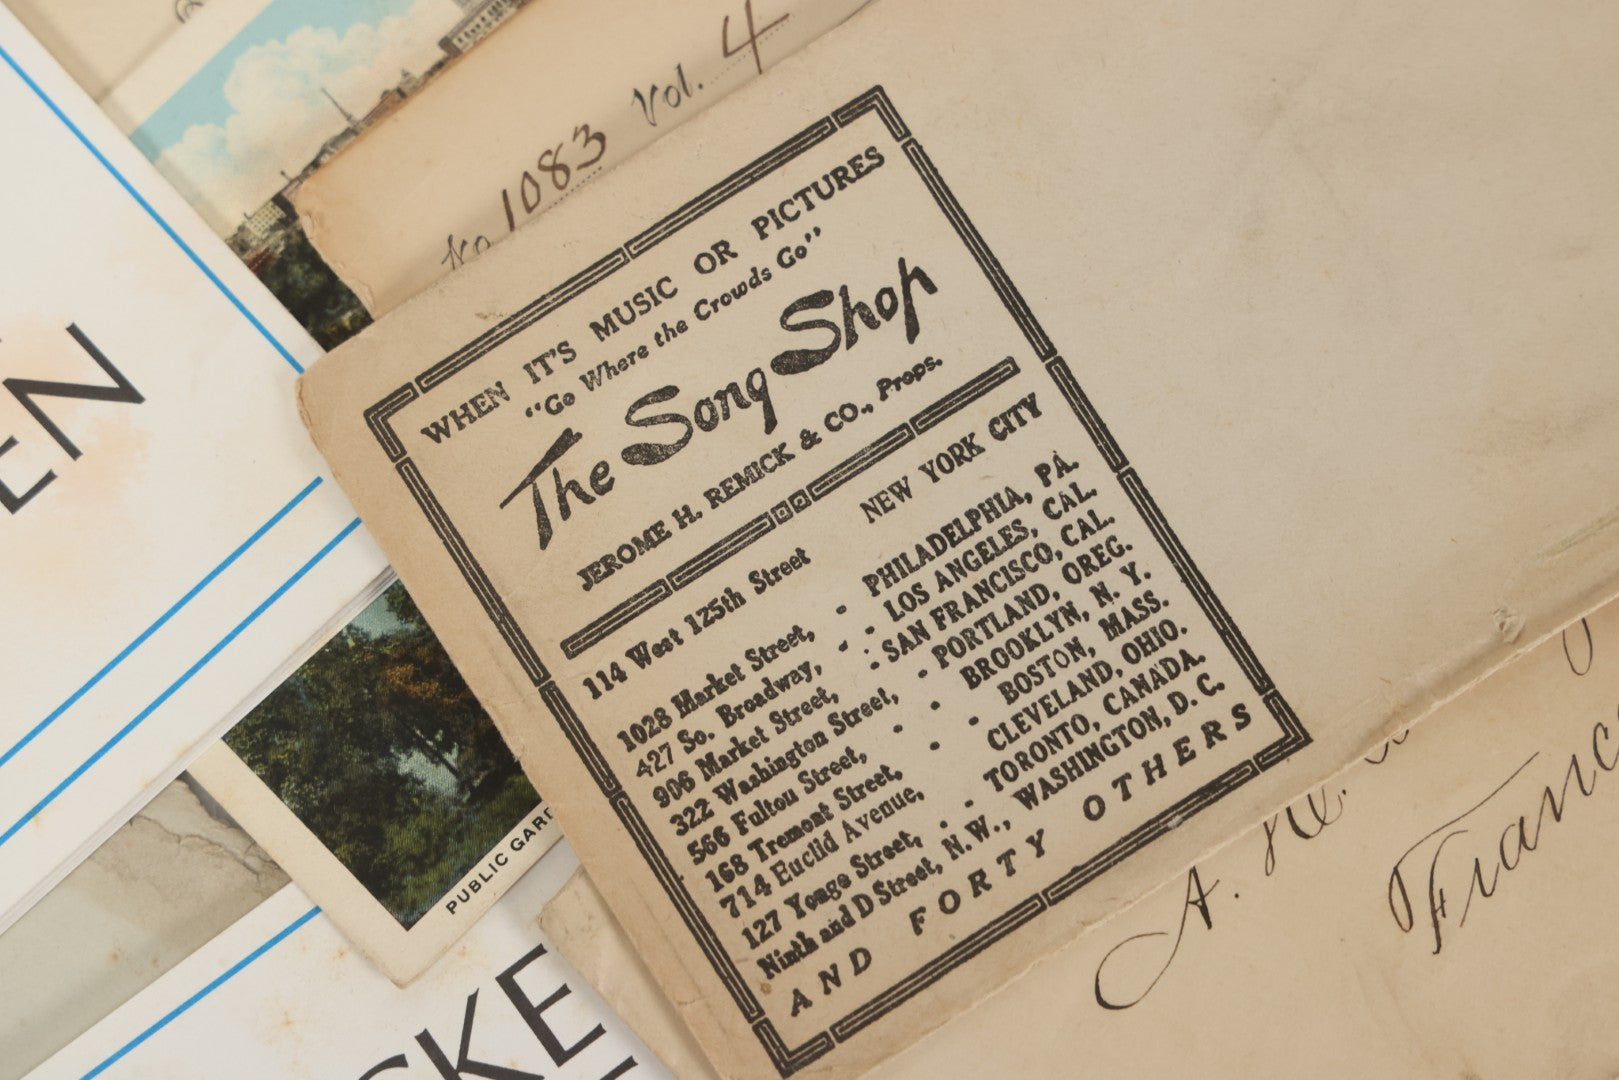 No 1083 Vol. 4
WHEN IT'S MUSIC OR PICTURES
"Go Where the Crowds Go"
The Song Shop
JEROME H. REMICK & CO., Props.
114 West 125th Street NEW YORK CITY
1028 Market Street, - PHILADELPHIA, PA.
427 So. Broadway, - - LOS ANGELES, CAL.
906 Market Street, - SAN FRANCISCO, CAL.
322 Washington Street, - PORTLAND, OREG.
566 Fulton Street, - - BROOKLYN, N. Y.
168 Tremont Street, - - BOSTON, MASS.
714 Euclid Avenue, - CLEVELAND, OHIO.
127 Yonge Street, - - TORONTO, CANADA.
Ninth and D Street, N. W., WASHINGTON, D. C.
AND FORTY OTHERS
EN
PUBLIC GARD
KE
A.
Franc